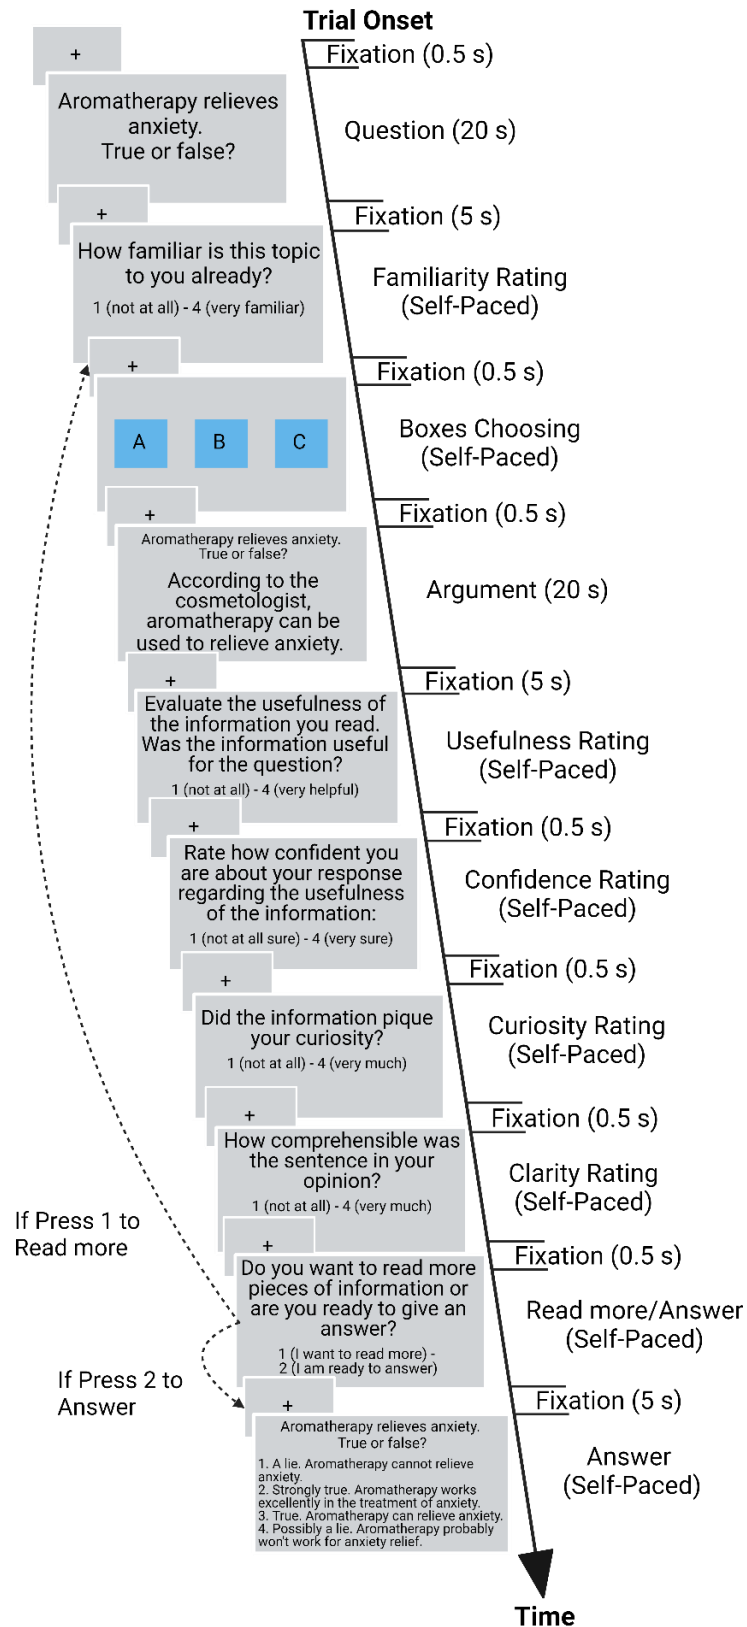 Trial Onset
+
Fixation (0.5 s)
Aromatherapy relieves
anxiety.
True or false?
Question (20 s)
+
Fixation (5 s)
How familiar is this topic
to you already?
1 (not at all) - 4 (very familiar)
Familiarity Rating
(Self-Paced)
+
Fixation (0.5 s)
A B C
Boxes Choosing
(Self-Paced)
+
Fixation (0.5 s)
Aromatherapy relieves anxiety.
True or false?
According to the
cosmetologist,
aromatherapy can be
used to relieve anxiety.
Argument (20 s)
+
Fixation (5 s)
Evaluate the usefulness of
the information you read.
Was the information useful
for the question?
1 (not at all) - 4 (very helpful)
Usefulness Rating
(Self-Paced)
+
Fixation (0.5 s)
Rate how confident you
are about your response
regarding the usefulness
of the information:
1 (not at all sure) - 4 (very sure)
Confidence Rating
(Self-Paced)
+
Fixation (0.5 s)
Did the information pique
your curiosity?
1 (not at all) - 4 (very much)
Curiosity Rating
(Self-Paced)
+
Fixation (0.5 s)
How comprehensible was
the sentence in your
opinion?
1 (not at all) - 4 (very much)
Clarity Rating
(Self-Paced)
If Press 1 to
Read more
+
Fixation (0.5 s)
Do you want to read more
pieces of information or
are you ready to give an
answer?
1 (I want to read more) -
2 (I am ready to answer)
Read more/Answer
(Self-Paced)
If Press 2 to
Answer
+
Fixation (5 s)
Aromatherapy relieves anxiety.
True or false?
1. A lie. Aromatherapy cannot relieve
anxiety.
2. Strongly true. Aromatherapy works
excellently in the treatment of anxiety.
3. True. Aromatherapy can relieve anxiety.
4. Possibly a lie. Aromatherapy probably
won't work for anxiety relief.
Answer
(Self-Paced)
Time